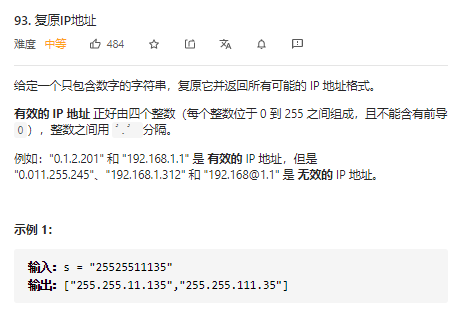 93. 复原IP地址
难度 中等 484
给定一个只包含数字的字符串，复原它并返回所有可能的 IP 地址格式。
有效的 IP 地址 正好由四个整数（每个整数位于 0 到 255 之间组成，且不能含有前导
0），整数之间用 '.' 分隔。
例如："0.1.2.201" 和 "192.168.1.1" 是 有效的 IP 地址，但是
"0.011.255.245"、"192.168.1.312" 和 "192.168@1.1" 是 无效的 IP 地址。
示例 1：
输入：s = "25525511135"
输出：["255.255.11.135","255.255.111.35"]